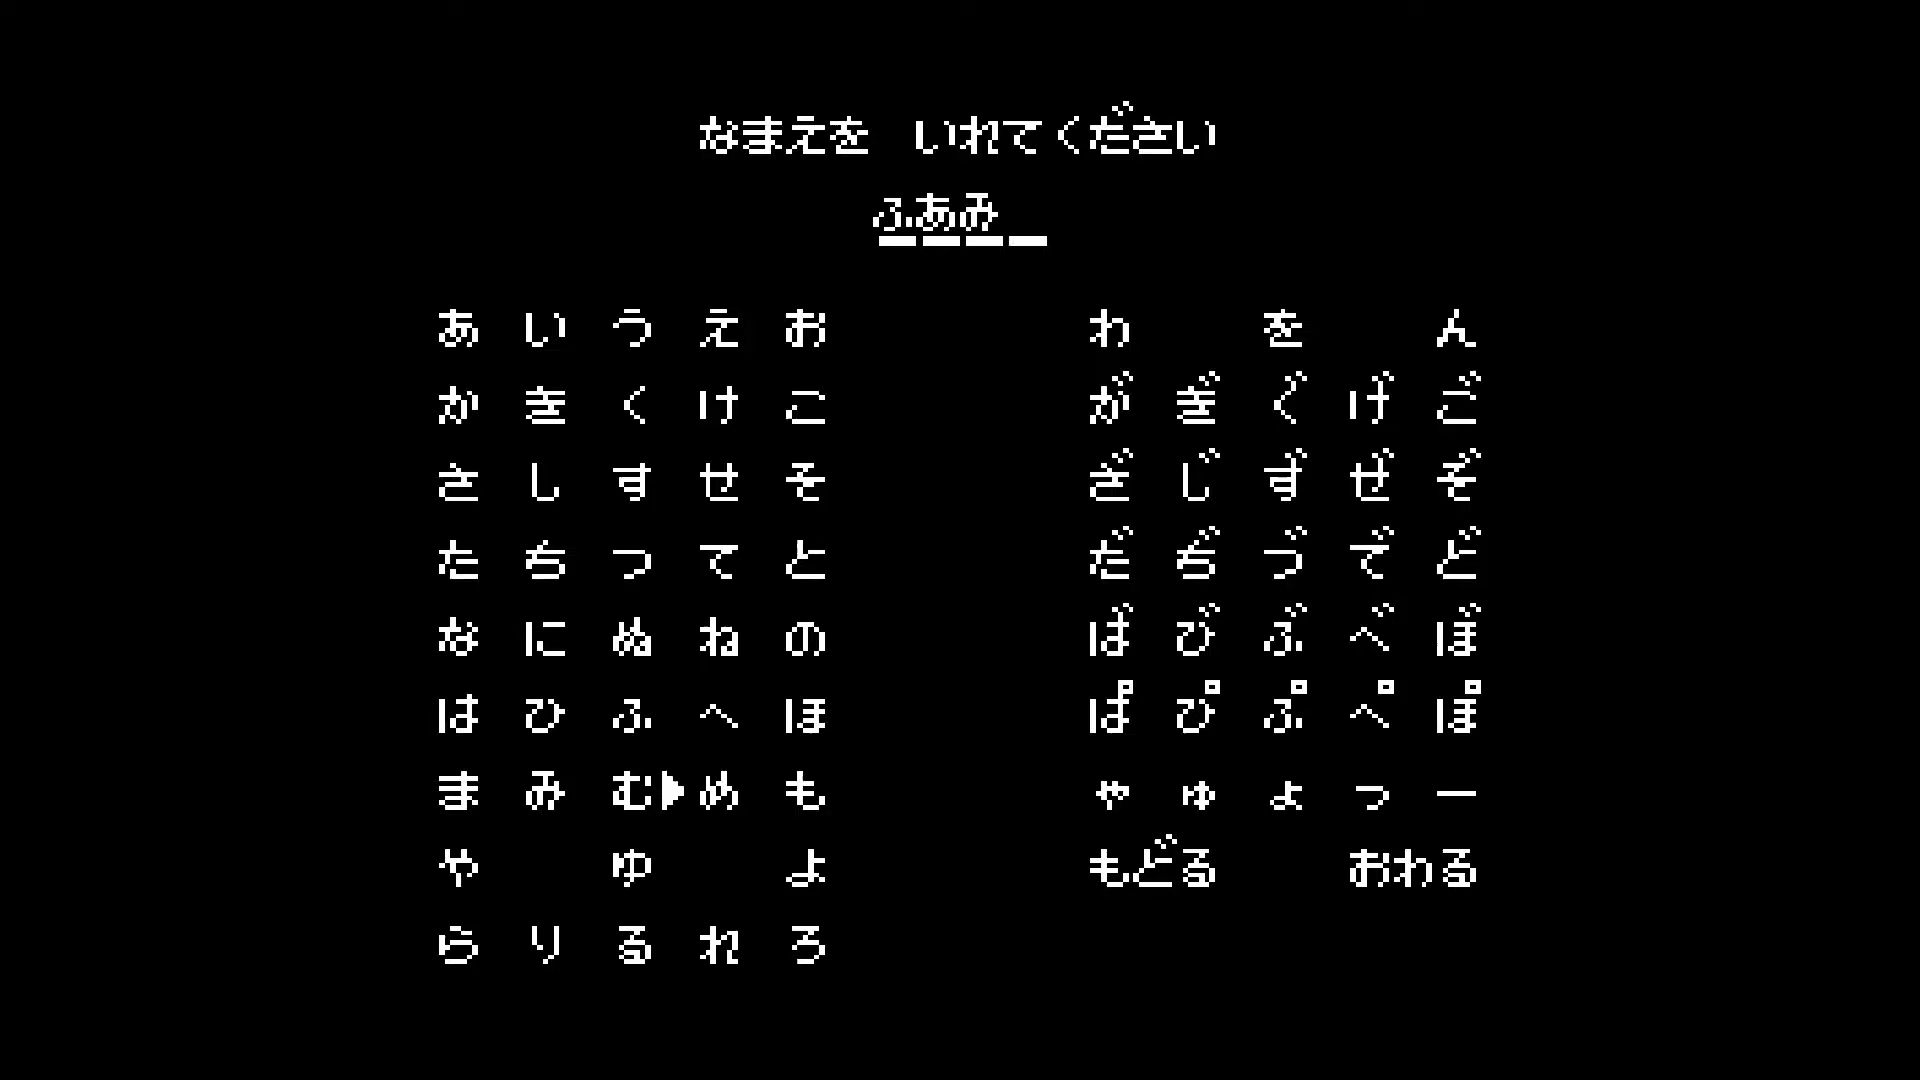 なまえを　いれてください
ふあみ
あ い う え お わ を ん
か き く け こ が ぎ ぐ げ ご
さ し す せ そ ざ じ ず ぜ ぞ
た ち つ て と だ ぢ づ で ど
な に ぬ ね の ば び ぶ べ ぼ
は ひ ふ へ ほ ぱ ぴ ぷ ぺ ぽ
ま み む▶め も ゃ ゅ ょ っ ー
や ゆ よ もどる おわる
ら り る れ ろ